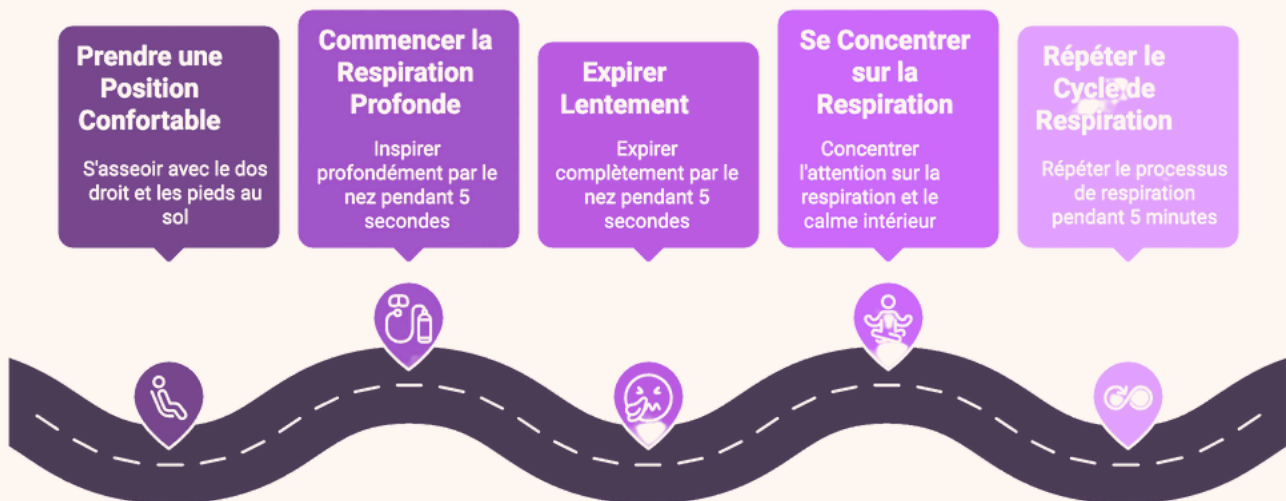 Prendre une
Position
Confortable
S'asseoir avec le dos
droit et les pieds au
sol
Commencer la
Respiration
Profonde
Inspirer
profondément par le
nez pendant 5
secondes
Expirer
Lentement
Expirer
complètement par le
nez pendant 5
secondes
Se Concentrer
sur la
Respiration
Concentrer
l'attention sur la
respiration et le
calme intérieur
Répéter le
Cycle de
Respiration
Répéter le processus
de respiration
pendant 5 minutes